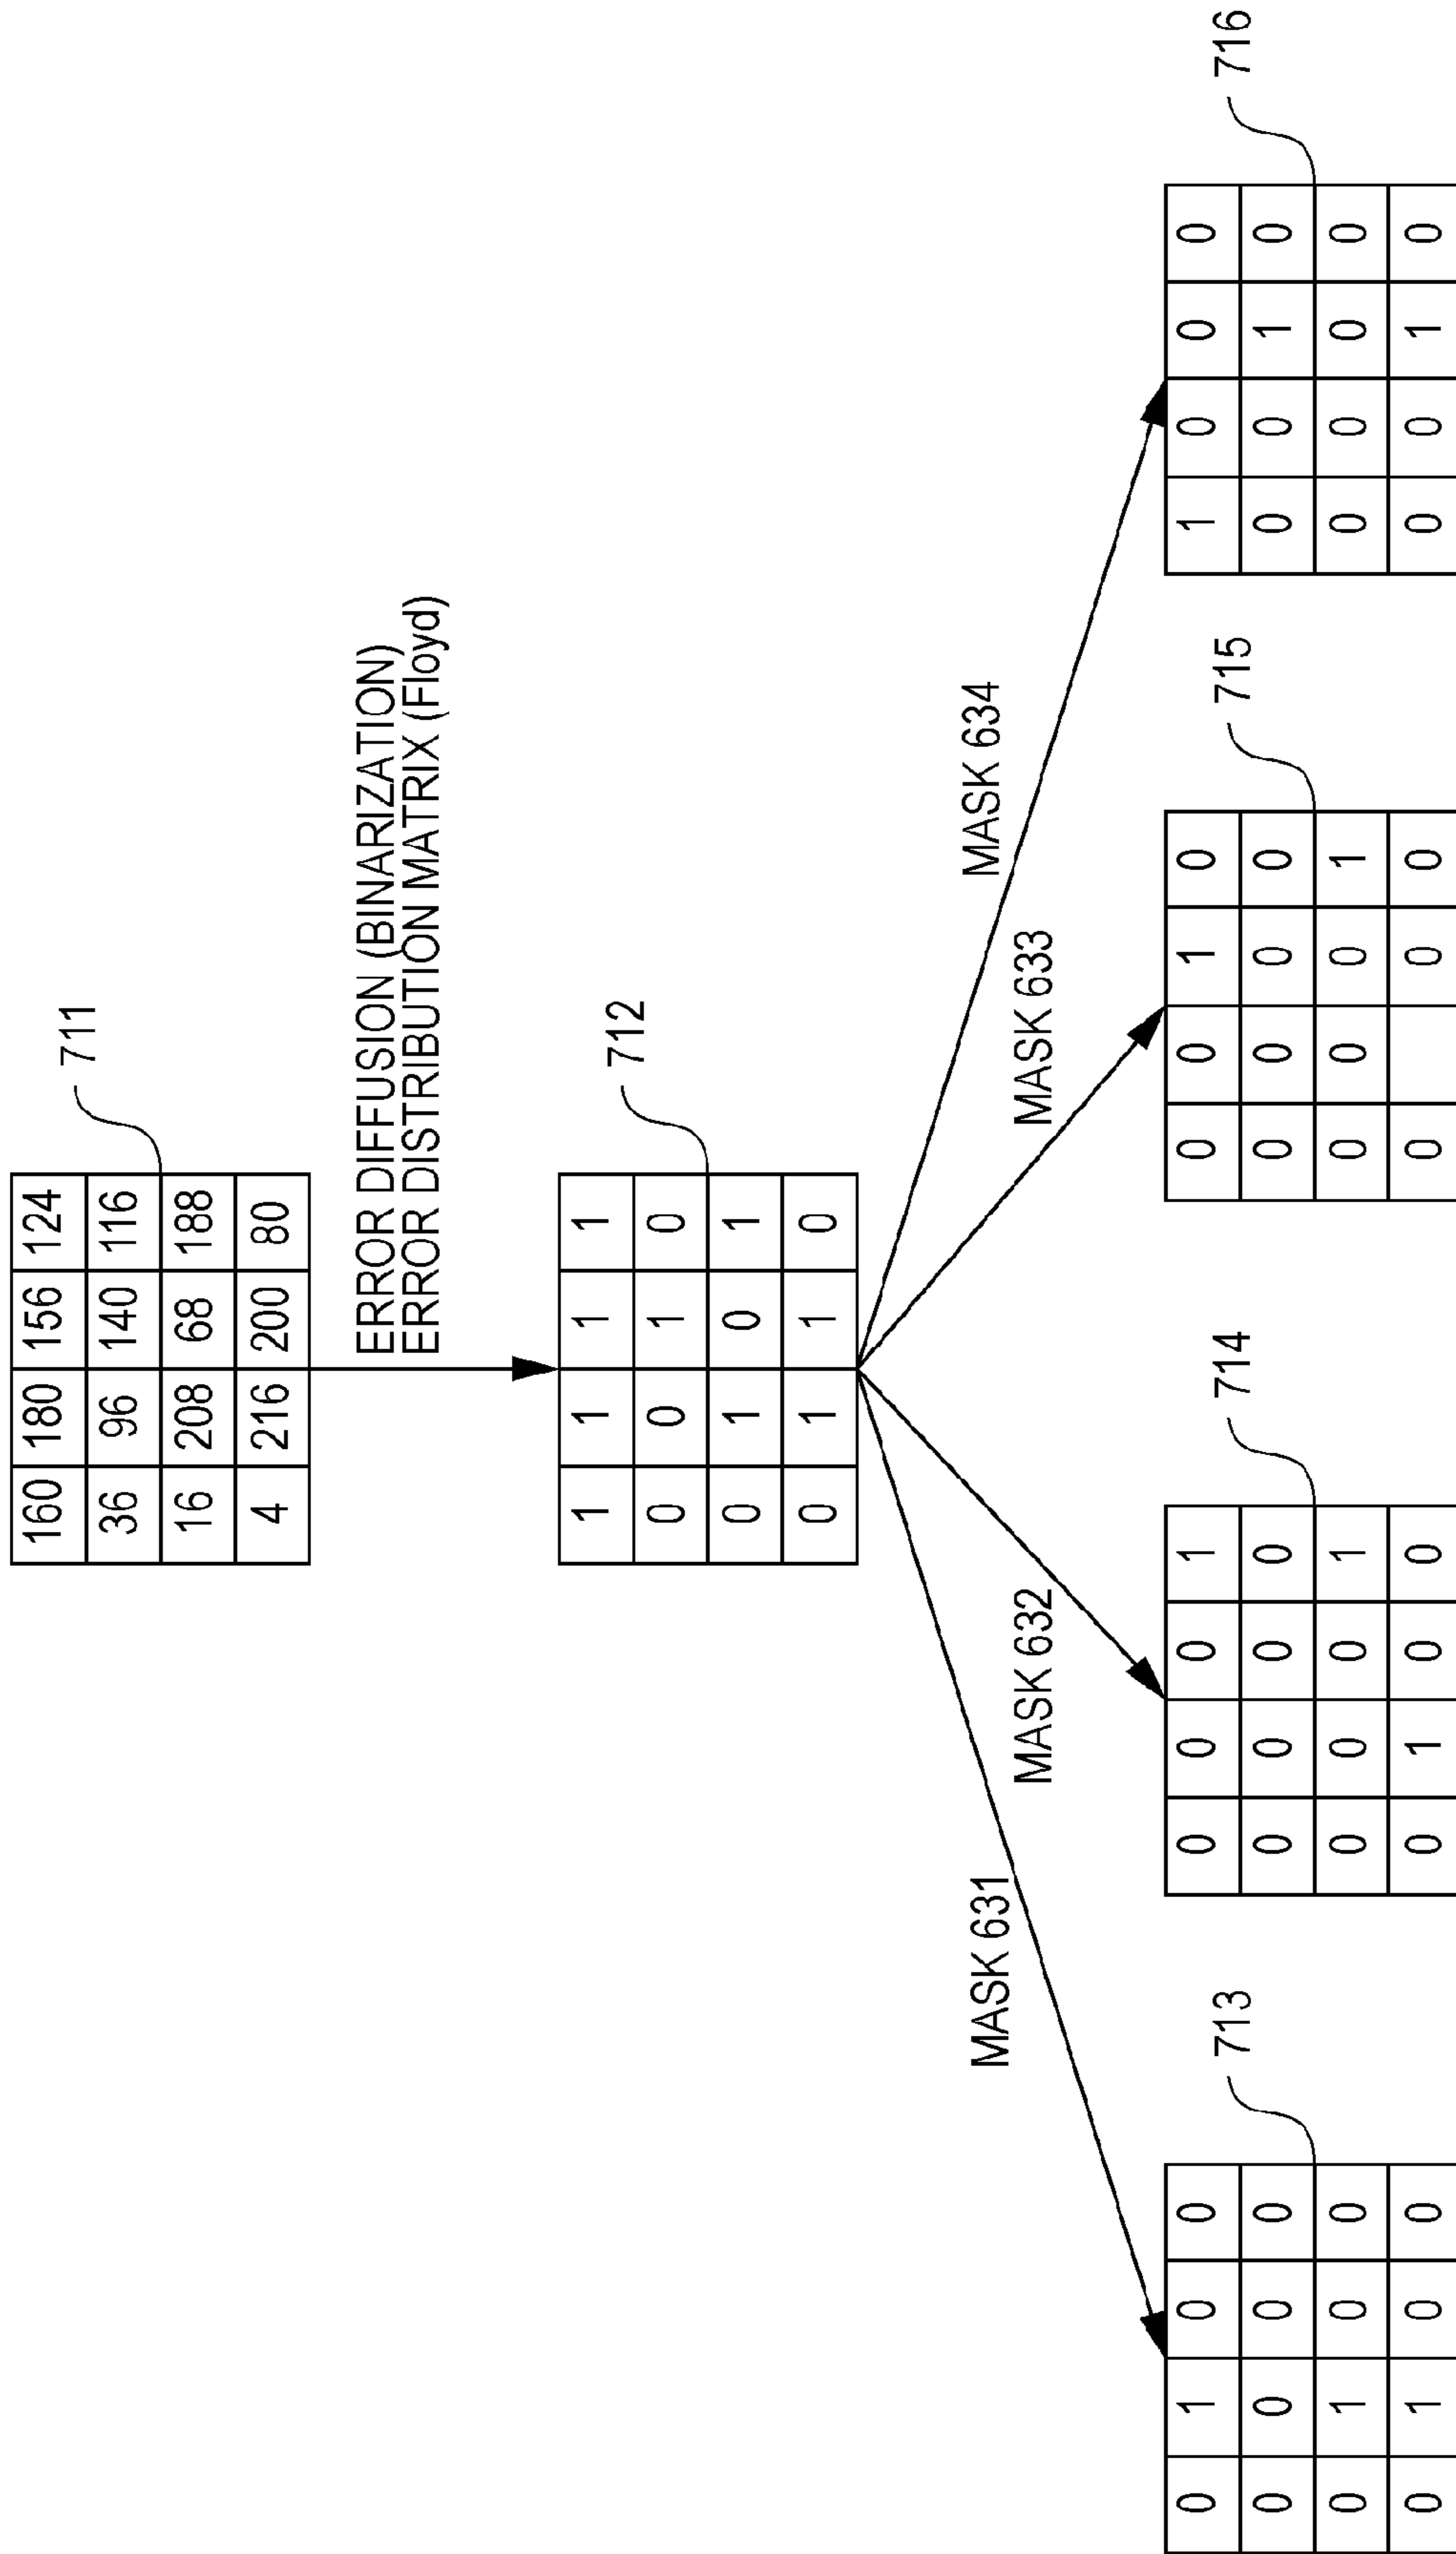 160 180 156 124
711
36 96 140 116
16 208 68 188
4 216 200 80
ERROR DIFFUSION (BINARIZATION)
ERROR DISTRIBUTION MATRIX (Floyd)
1 1 1 1
712
0 0 1 0
0 1 0 1
0 1 1 0
MASK 631
MASK 632
MASK 633
MASK 634
713
0 1 0 0
0 0 0 0
0 1 0 0
0 1 0 0
714
0 0 0 1
0 0 0 0
0 0 0 1
0 1 0 0
715
0 0 1 0
0 0 0 0
0 0 0 1
0 0 0
716
1 0 0 0
0 0 1 0
0 0 0 0
0 0 1 0